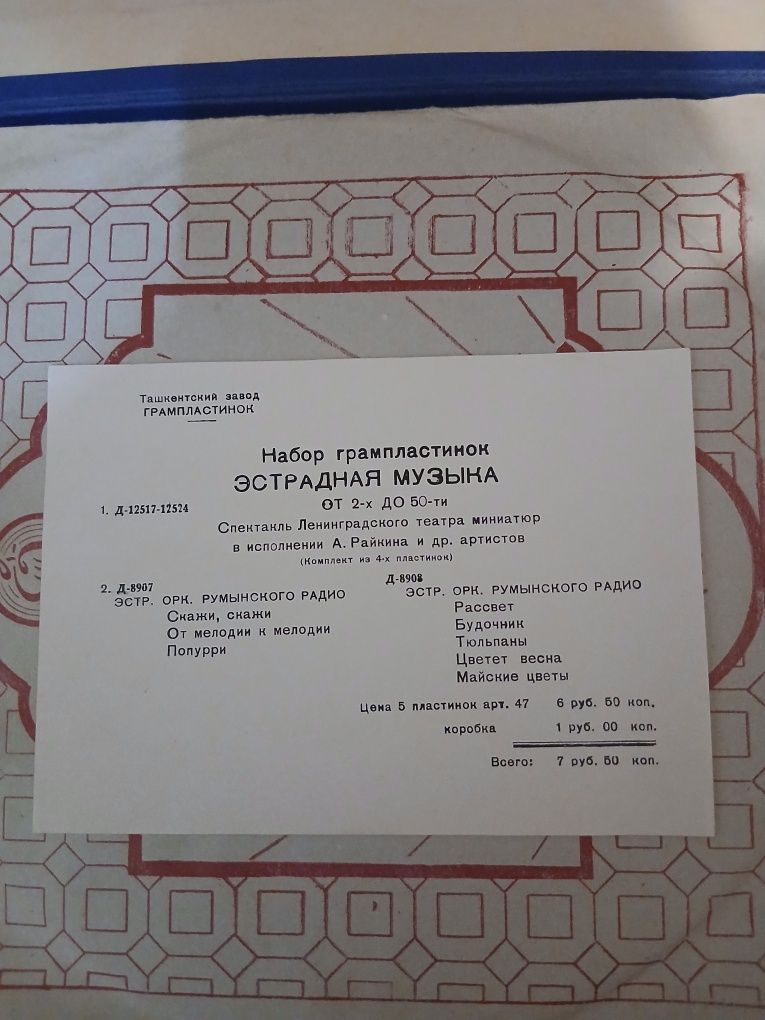 Ташкентский завод
ГРАМПЛАСТИНОК
Набор грампластинок
ЭСТРАДНАЯ МУЗЫКА
1. Д-12517-12524
ОТ 2-х ДО 50-ти
Спектакль Ленинградского театра миниатюр
в исполнении А. Райкина и др. артистов
(Комплект из 4-х пластинок)
2. Д-8907
ЭСТР. ОРК. РУМЫНСКОГО РАДИО
Скажи, скажи
От мелодии к мелодии
Попурри
Д-8908
ЭСТР. ОРК. РУМЫНСКОГО РАДИО
Рассвет
Будочник
Тюльпаны
Цветет весна
Майские цветы
Цена 5 пластинок арт. 47 6 руб. 50 коп.
коробка 1 руб. 00 коп.
Всего: 7 руб. 50 коп.